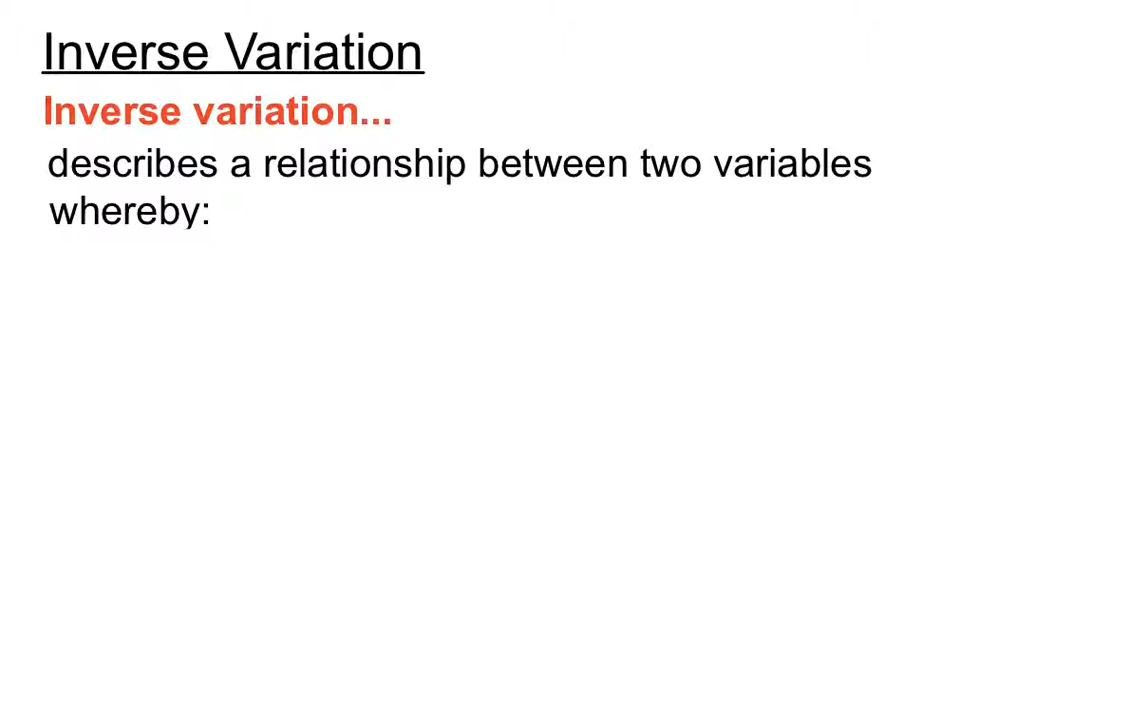 Inverse Variation
Inverse variation...
describes a relationship between two variables
whereby: